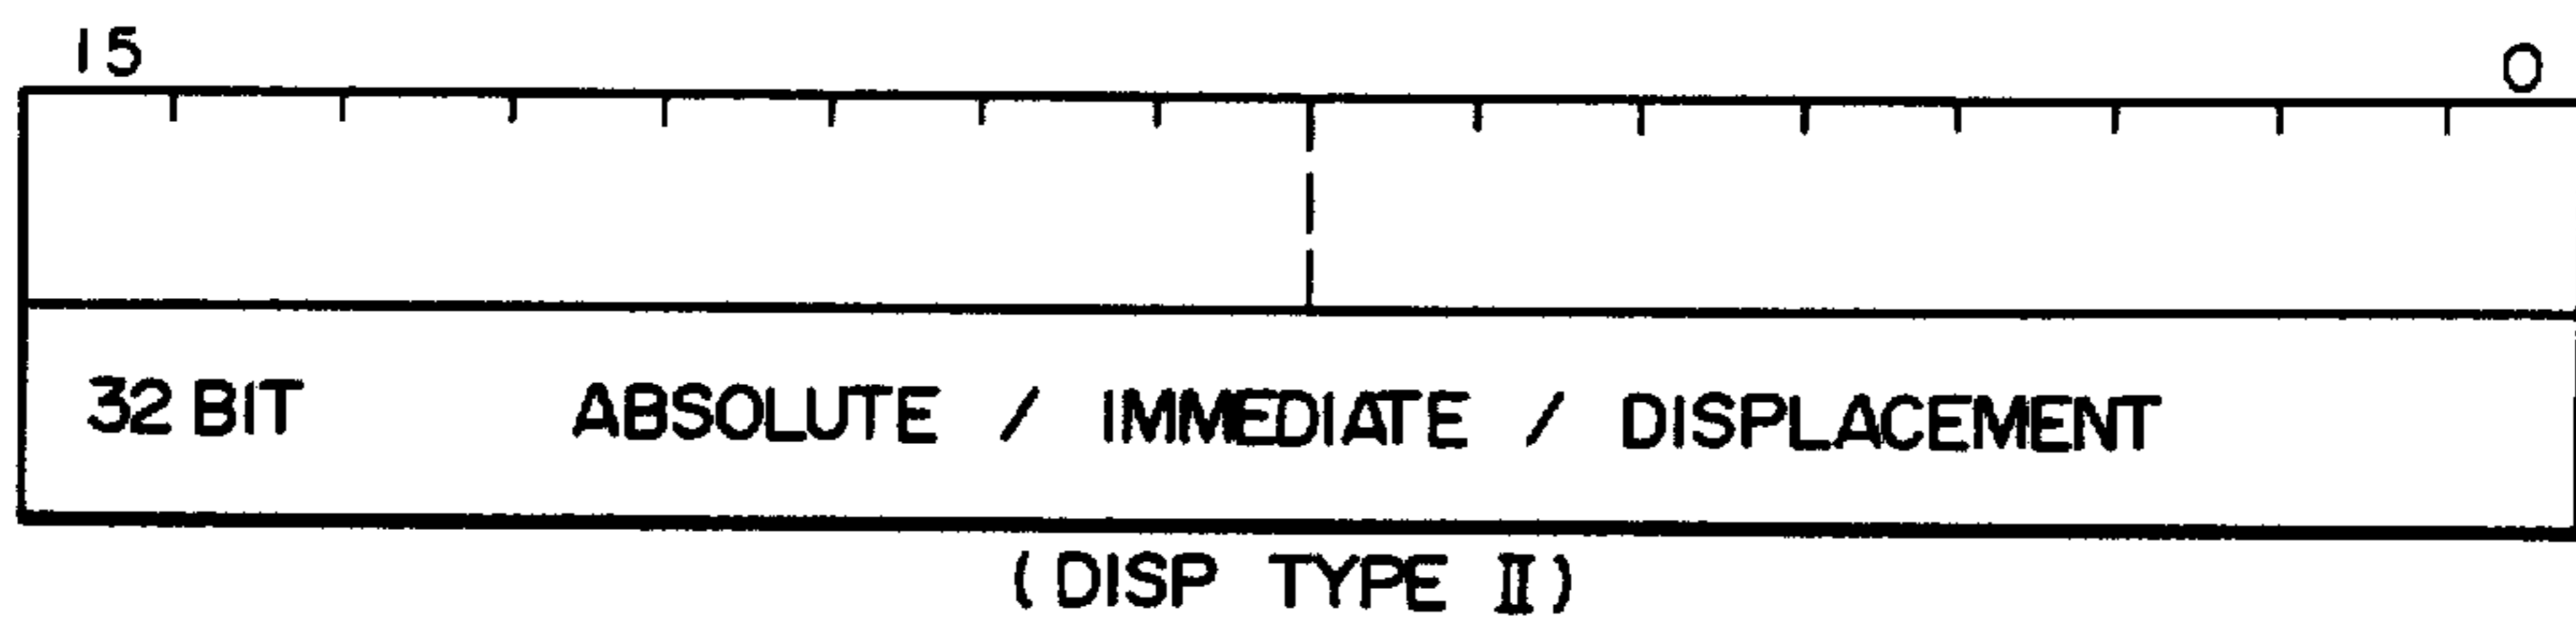 15 0
32 BIT ABSOLUTE / IMMEDIATE / DISPLACEMENT
(DISP TYPE II)